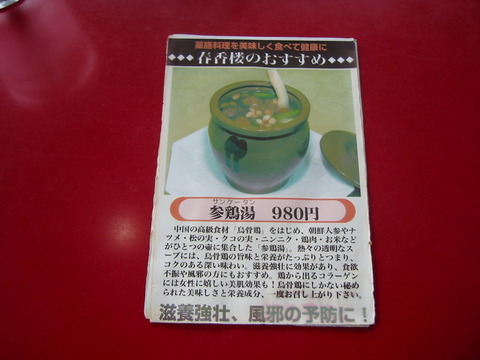 薬膳料理を美味しく食べて健康に
◆◆◆春香楼のおすすめ◆◆◆
サンゲータン
参鶏湯 980円
中国の高級食材「烏骨鶏」をはじめ、朝鮮人参やナ
ツメ・松の実・クコの実・ニンニク・鶏肉・お米など
がひとつの壷に集合した「参鶏湯」。熱々の透明なス
ープには、烏骨鶏の旨味と栄養がたっぷりとつまり、
コクのある深い味わい。滋養強壮に効果があり、食欲
不振や風邪の方にもおすすめ。鶏から出るコラーゲン
には女性に嬉しい美肌効果も!烏骨鶏にしかない秘め
られた美味しさと栄養成分、一度お召し上がり下さい。
滋養強壮、風邪の予防に!